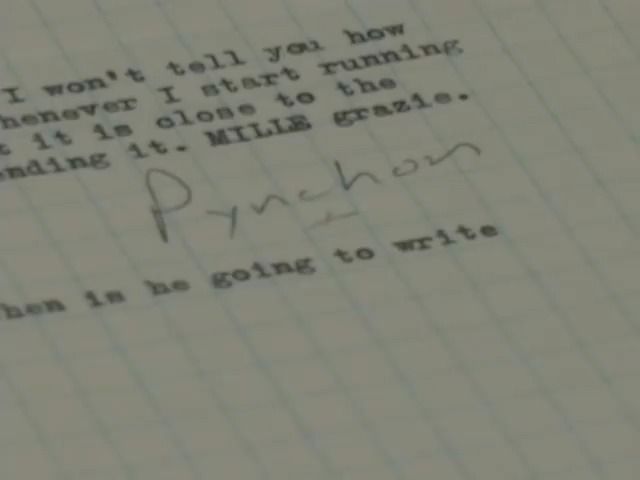 I won't tell you how
henever I start running
t it is close to the
nding it. MILLE grazie.
Pynchon
hen is he going to write